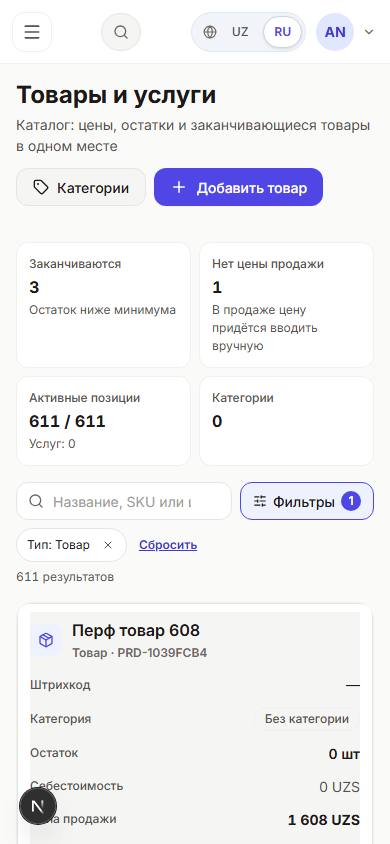 UZ
RU
AN
Товары и услуги
Каталог: цены, остатки и заканчивающиеся товары
в одном месте
Категории
Добавить товар
Заканчиваются
3
Остаток ниже минимума
Нет цены продажи
1
В продаже цену
придётся вводить
вручную
Активные позиции
611 / 611
Услуг: 0
Категории
0
Название, SKU или
Фильтры 1
Тип: Товар
Сбросить
611 результатов
Перф товар 608
Товар · PRD-1039FCB4
Штрихкод —
Категория Без категории
Остаток 0 шт
Себестоимость 0 UZS
N
продажи 1 608 UZS